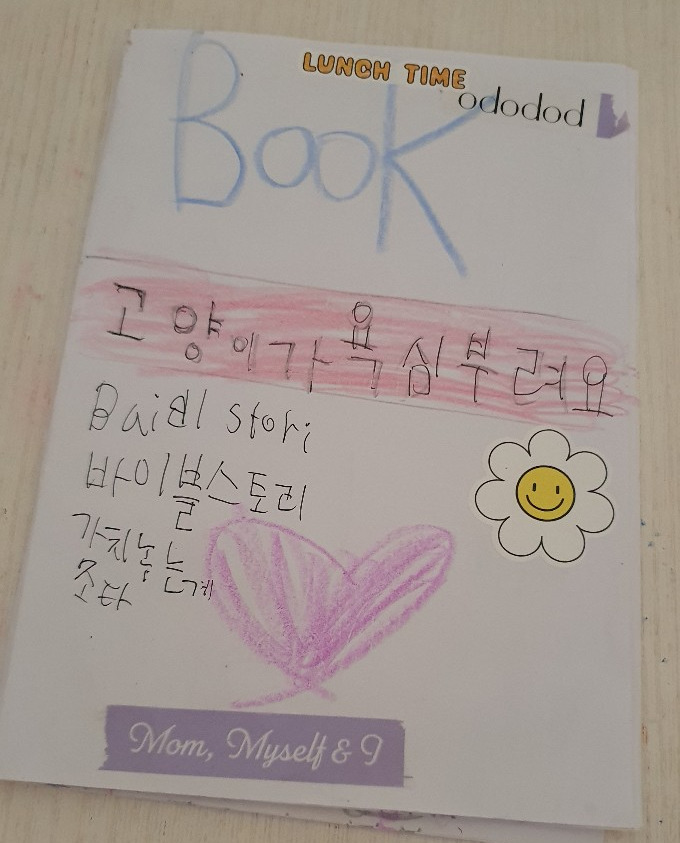 LUNCH TIME
ododod
Book
고양이가 욕심부려요
BaiBl stori
바이블스토리
가치놓는게
조타
Mom, Myself & I